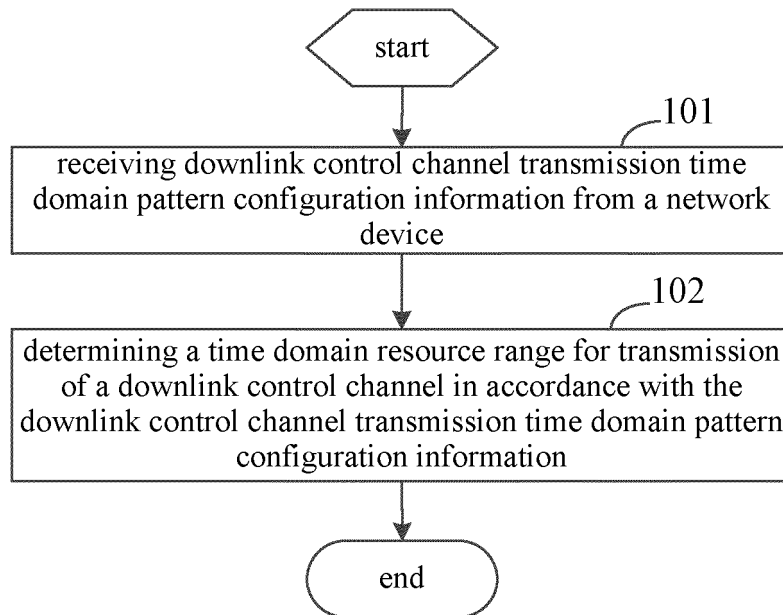 start
101
receiving downlink control channel transmission time
domain pattern configuration information from a network
device
102
determining a time domain resource range for transmission
of a downlink control channel in accordance with the
downlink control channel transmission time domain pattern
configuration information
end